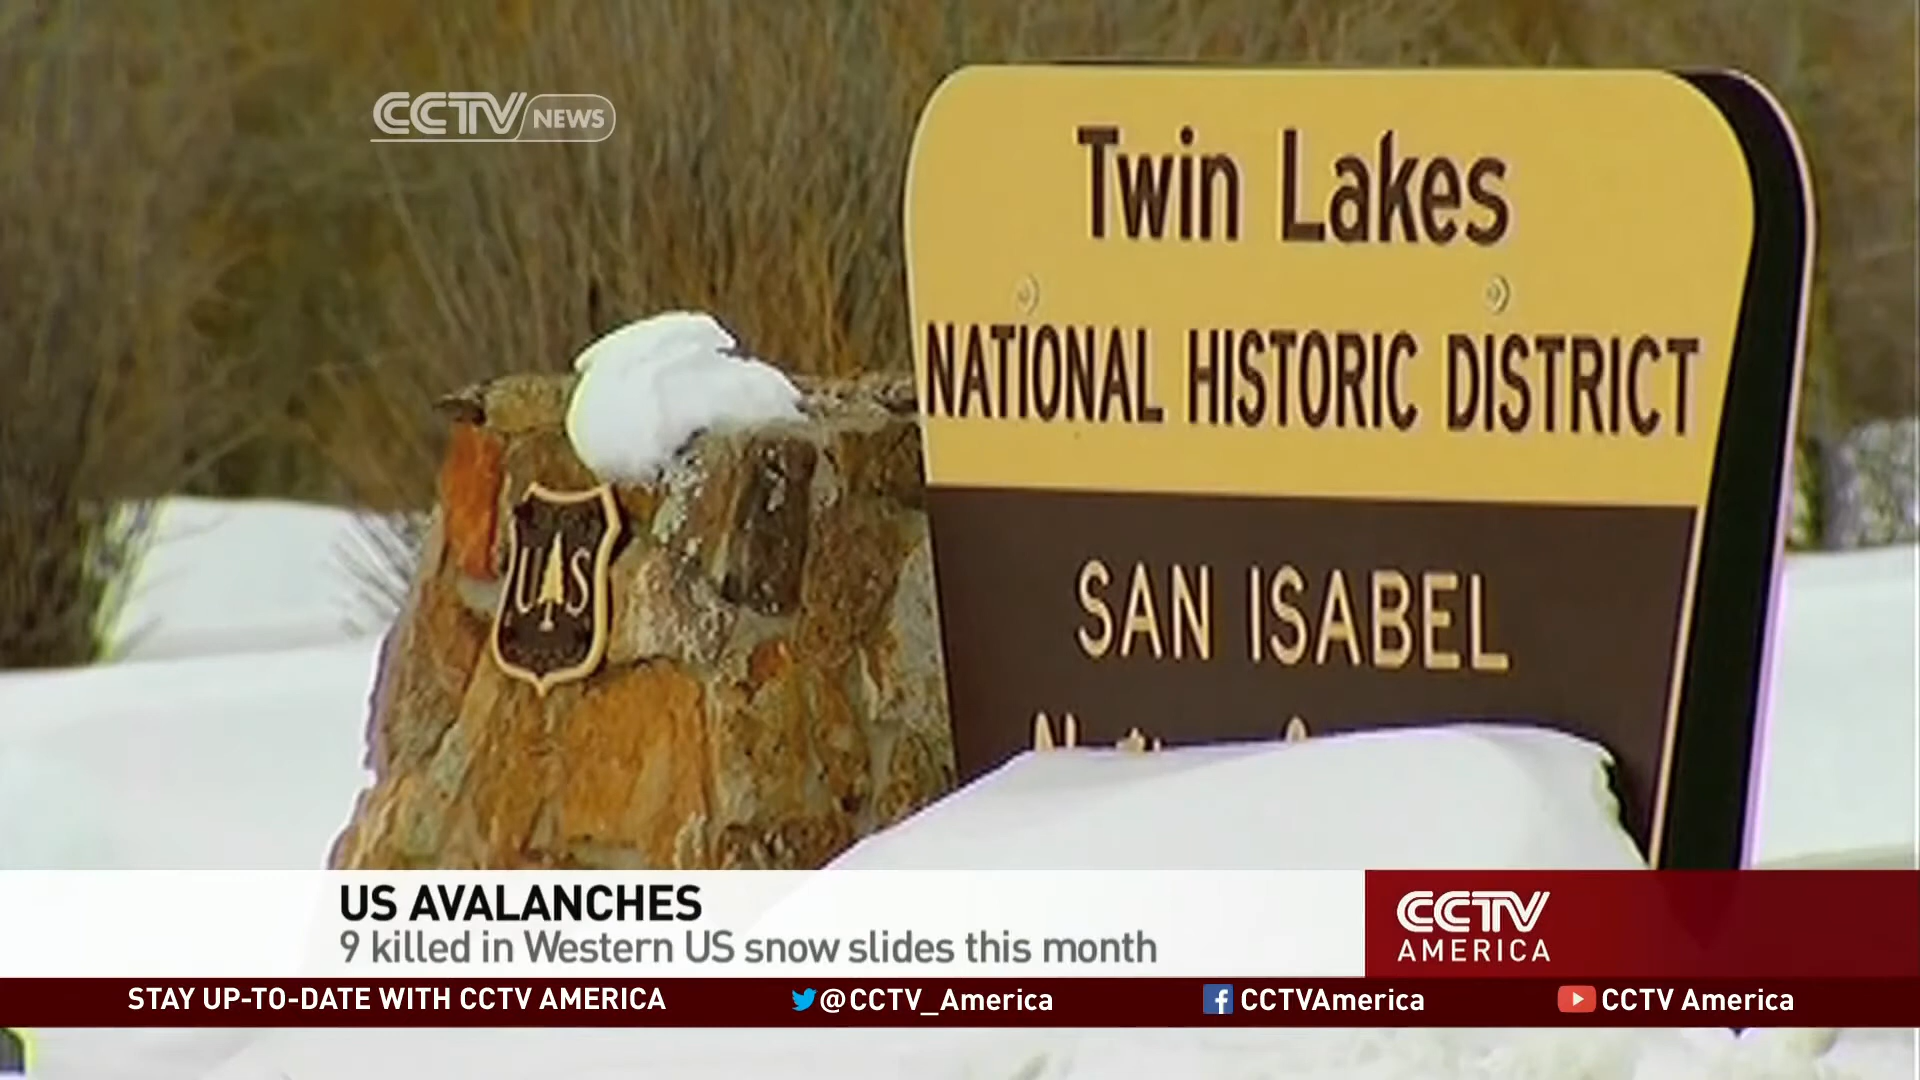 CCTV NEWS
Twin Lakes
NATIONAL HISTORIC DISTRICT
US
SAN ISABEL
US AVALANCHES
9 killed in Western US snow slides this month
CCTV
AMERICA
STAY UP-TO-DATE WITH CCTV AMERICA
@CCTV_America
CCTVAmerica
CCTV America